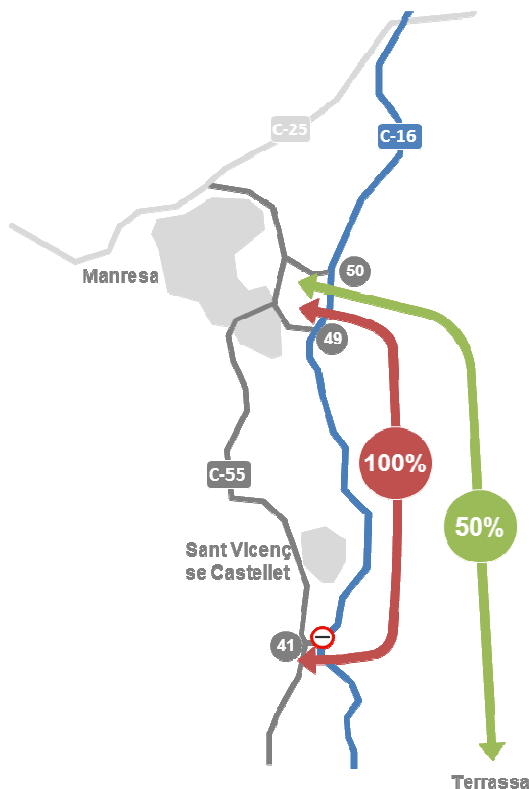 C-25
C-16
Manresa
50
49
100%
C-55
50%
Sant Vicenç
se Castellet
41
Terrassa